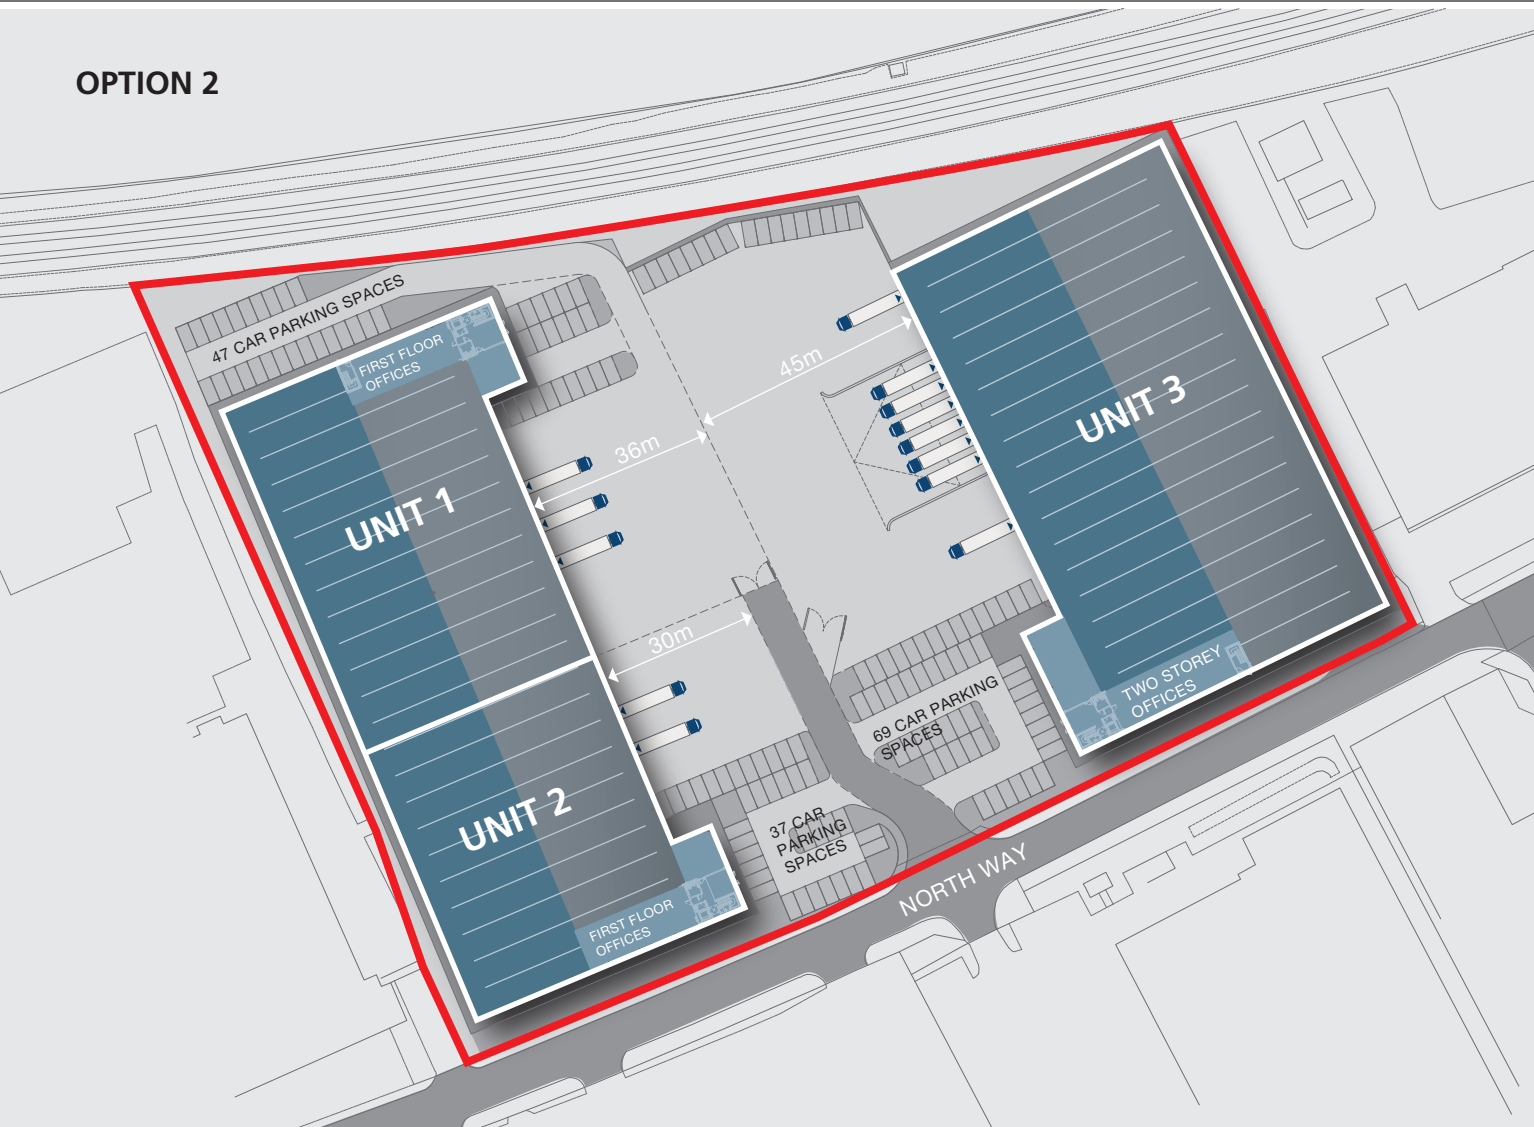 OPTION 2
47 CAR PARKING SPACES
FIRST FLOOR
OFFICES
45m
36m
UNIT 3
UNIT 1
30m
TWO STOREY
OFFICES
69 CAR PARKING
SPACES
UNIT 2
37 CAR
PARKING
SPACES
NORTH WAY
FIRST FLOOR
OFFICES